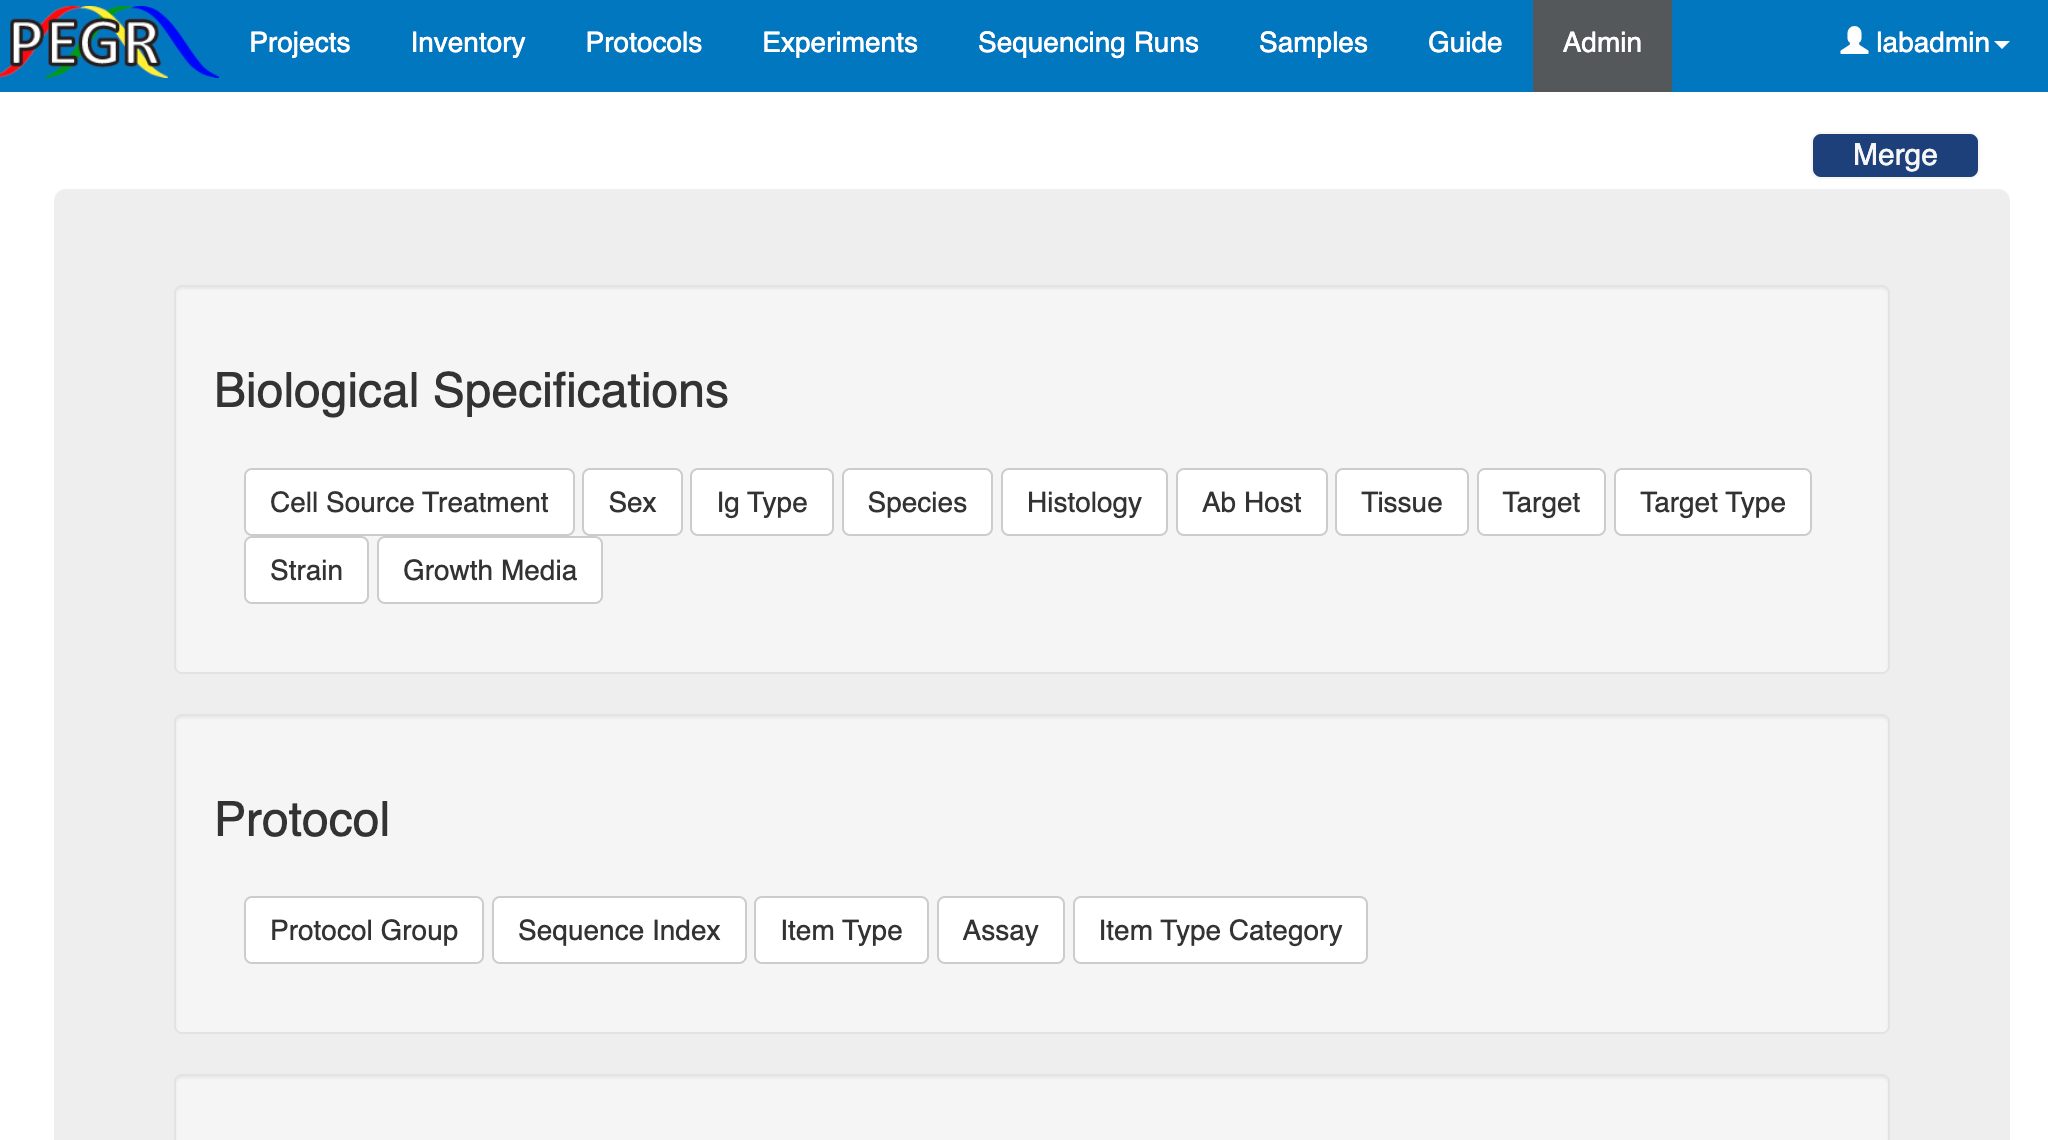 PEGR Projects Inventory Protocols Experiments Sequencing Runs Samples Guide Admin labadmin
Merge
Biological Specifications
Cell Source Treatment Sex Ig Type Species Histology Ab Host Tissue Target Target Type
Strain Growth Media
Protocol
Protocol Group Sequence Index Item Type Assay Item Type Category